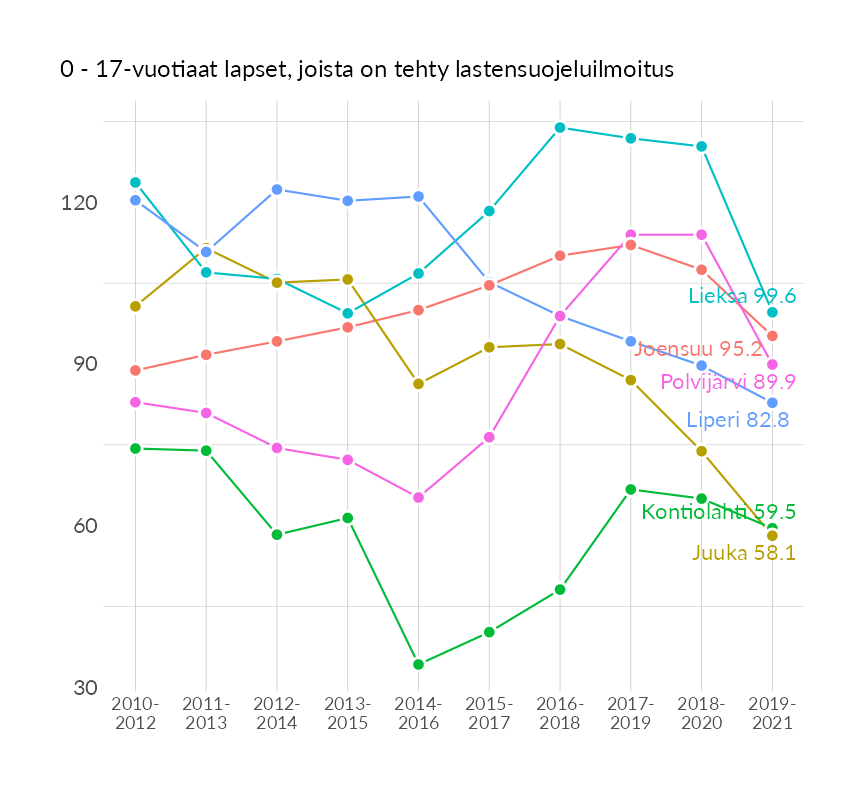 0 - 17-vuotiaat lapset, joista on tehty lastensuojeluilmoitus
120
90
60
30
Lieksa 99.6
Joensuu 95.2
Polvijärvi 89.9
Liperi 82.8
Kontiolahti 59.5
Juuka 58.1
2010- 2011- 2012- 2013- 2014- 2015- 2016- 2017- 2018- 2019-
2012 2013 2014 2015 2016 2017 2018 2019 2020 2021